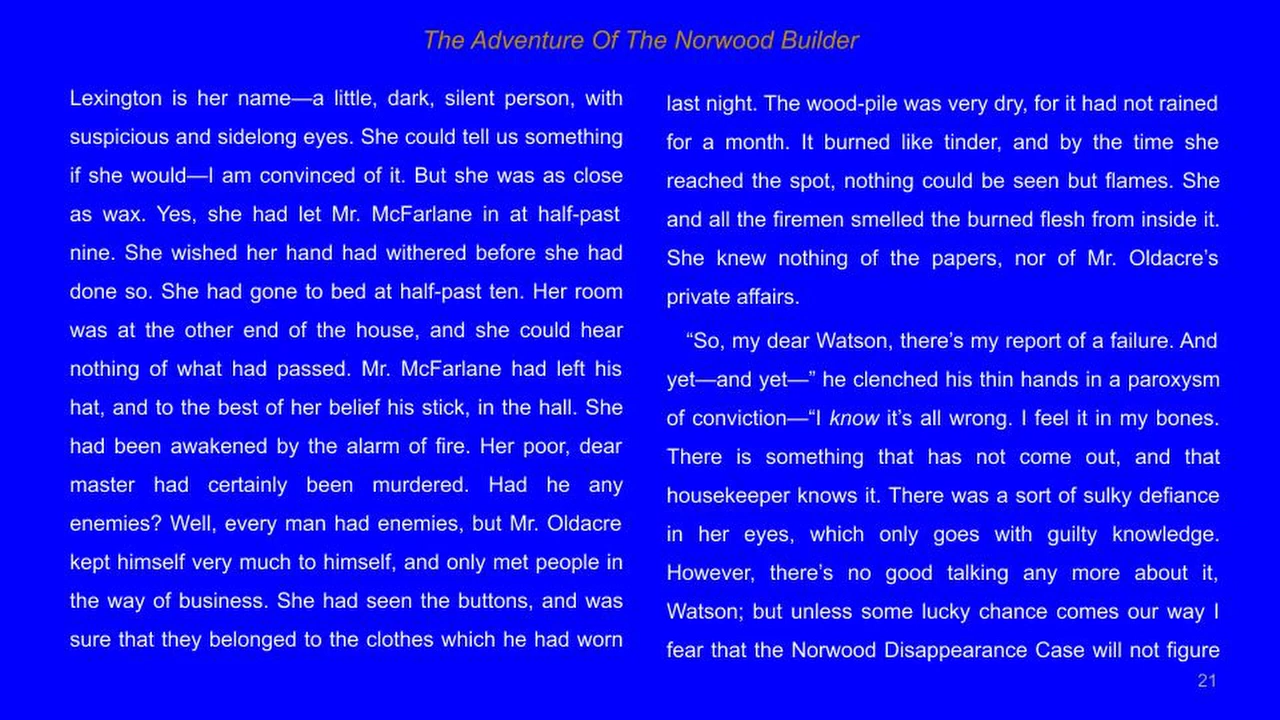 The Adventure Of The Norwood Builder
Lexington is her name—a little, dark, silent person, with
suspicious and sidelong eyes. She could tell us something
if she would—I am convinced of it. But she was as close
as wax. Yes, she had let Mr. McFarlane in at half-past
nine. She wished her hand had withered before she had
done so. She had gone to bed at half-past ten. Her room
was at the other end of the house, and she could hear
nothing of what had passed. Mr. McFarlane had left his
hat, and to the best of her belief his stick, in the hall. She
had been awakened by the alarm of fire. Her poor, dear
master had certainly been murdered. Had he any
enemies? Well, every man had enemies, but Mr. Oldacre
kept himself very much to himself, and only met people in
the way of business. She had seen the buttons, and was
sure that they belonged to the clothes which he had worn
last night. The wood-pile was very dry, for it had not rained
for a month. It burned like tinder, and by the time she
reached the spot, nothing could be seen but flames. She
and all the firemen smelled the burned flesh from inside it.
She knew nothing of the papers, nor of Mr. Oldacre’s
private affairs.
“So, my dear Watson, there’s my report of a failure. And
yet—and yet—” he clenched his thin hands in a paroxysm
of conviction—“I know it’s all wrong. I feel it in my bones.
There is something that has not come out, and that
housekeeper knows it. There was a sort of sulky defiance
in her eyes, which only goes with guilty knowledge.
However, there’s no good talking any more about it,
Watson; but unless some lucky chance comes our way I
fear that the Norwood Disappearance Case will not figure
21